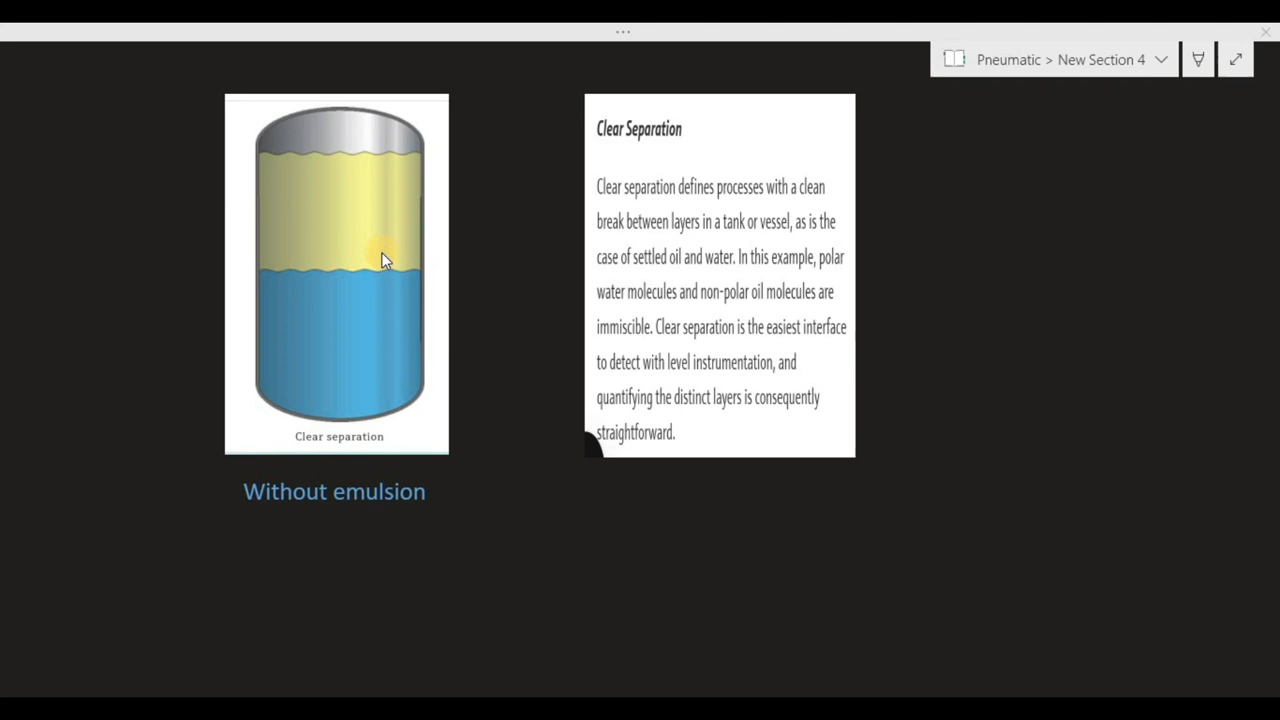 Pneumatic > New Section 4
Clear Separation
Clear separation defines processes with a clean
break between layers in a tank or vessel, as is the
case of settled oil and water. In this example, polar
water molecules and non-polar oil molecules are
immiscible. Clear separation is the easiest interface
to detect with level instrumentation, and
quantifying the distinct layers is consequently
straightforward.
Clear separation
Without emulsion